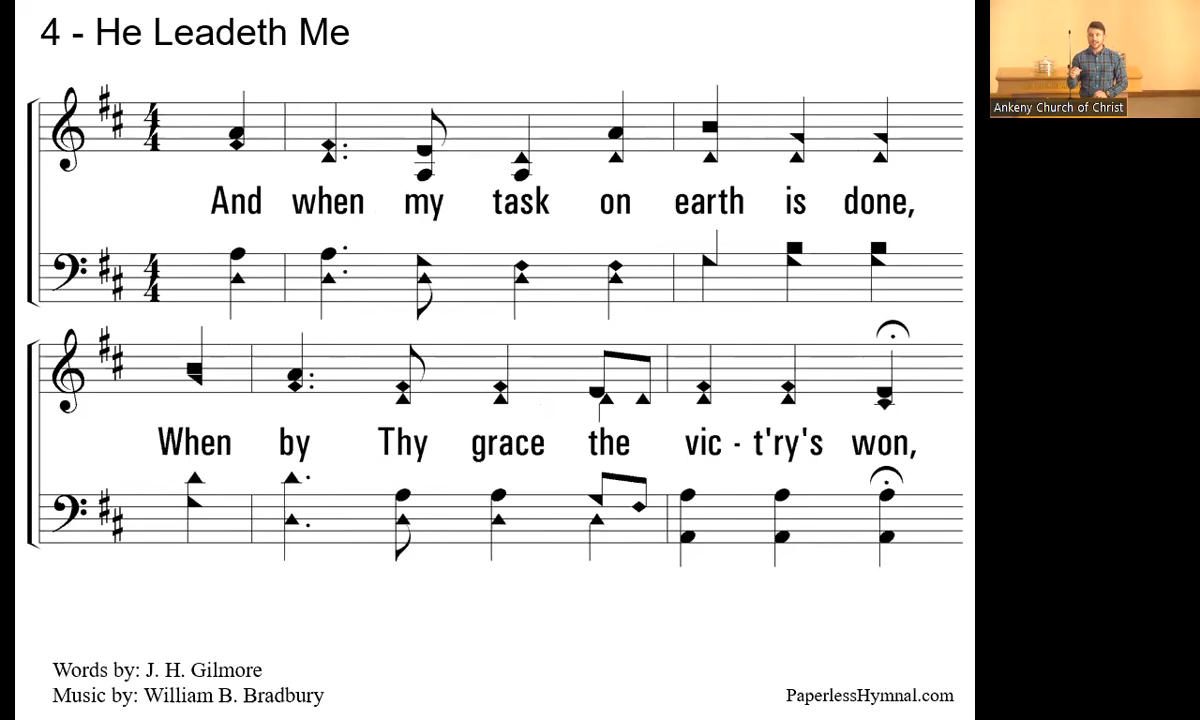 4 - He Leadeth Me
Ankeny Church of Christ
And when my task on earth is done,
When by Thy grace the vic - t'ry's won,
Words by: J. H. Gilmore
Music by: William B. Bradbury
PaperlessHymnal.com